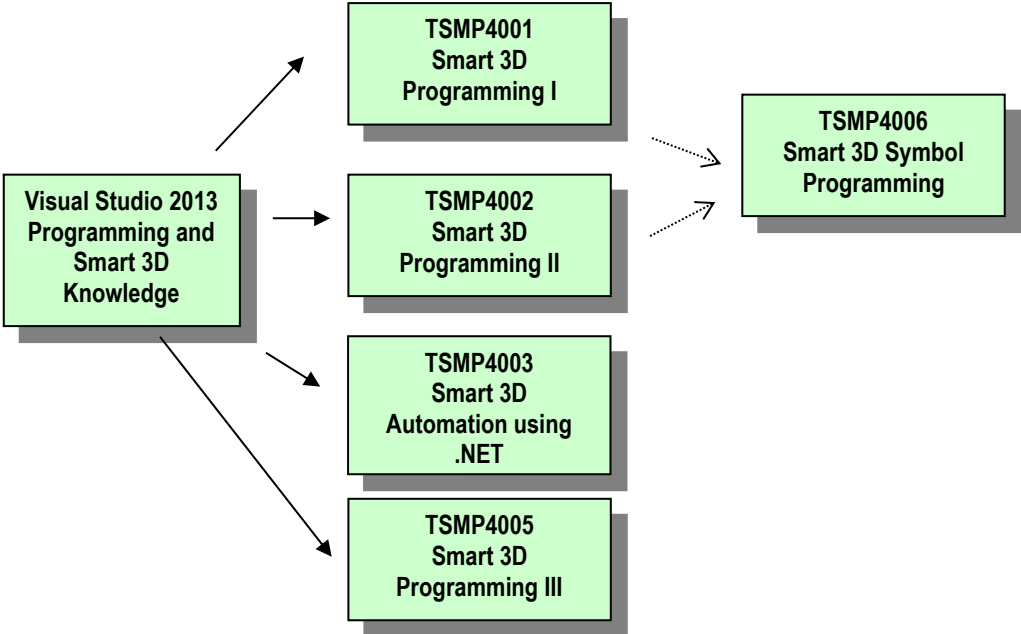 Visual Studio 2013
Programming and
Smart 3D
Knowledge
TSMP4001
Smart 3D
Programming I
TSMP4002
Smart 3D
Programming II
TSMP4003
Smart 3D
Automation using
.NET
TSMP4005
Smart 3D
Programming III
TSMP4006
Smart 3D Symbol
Programming